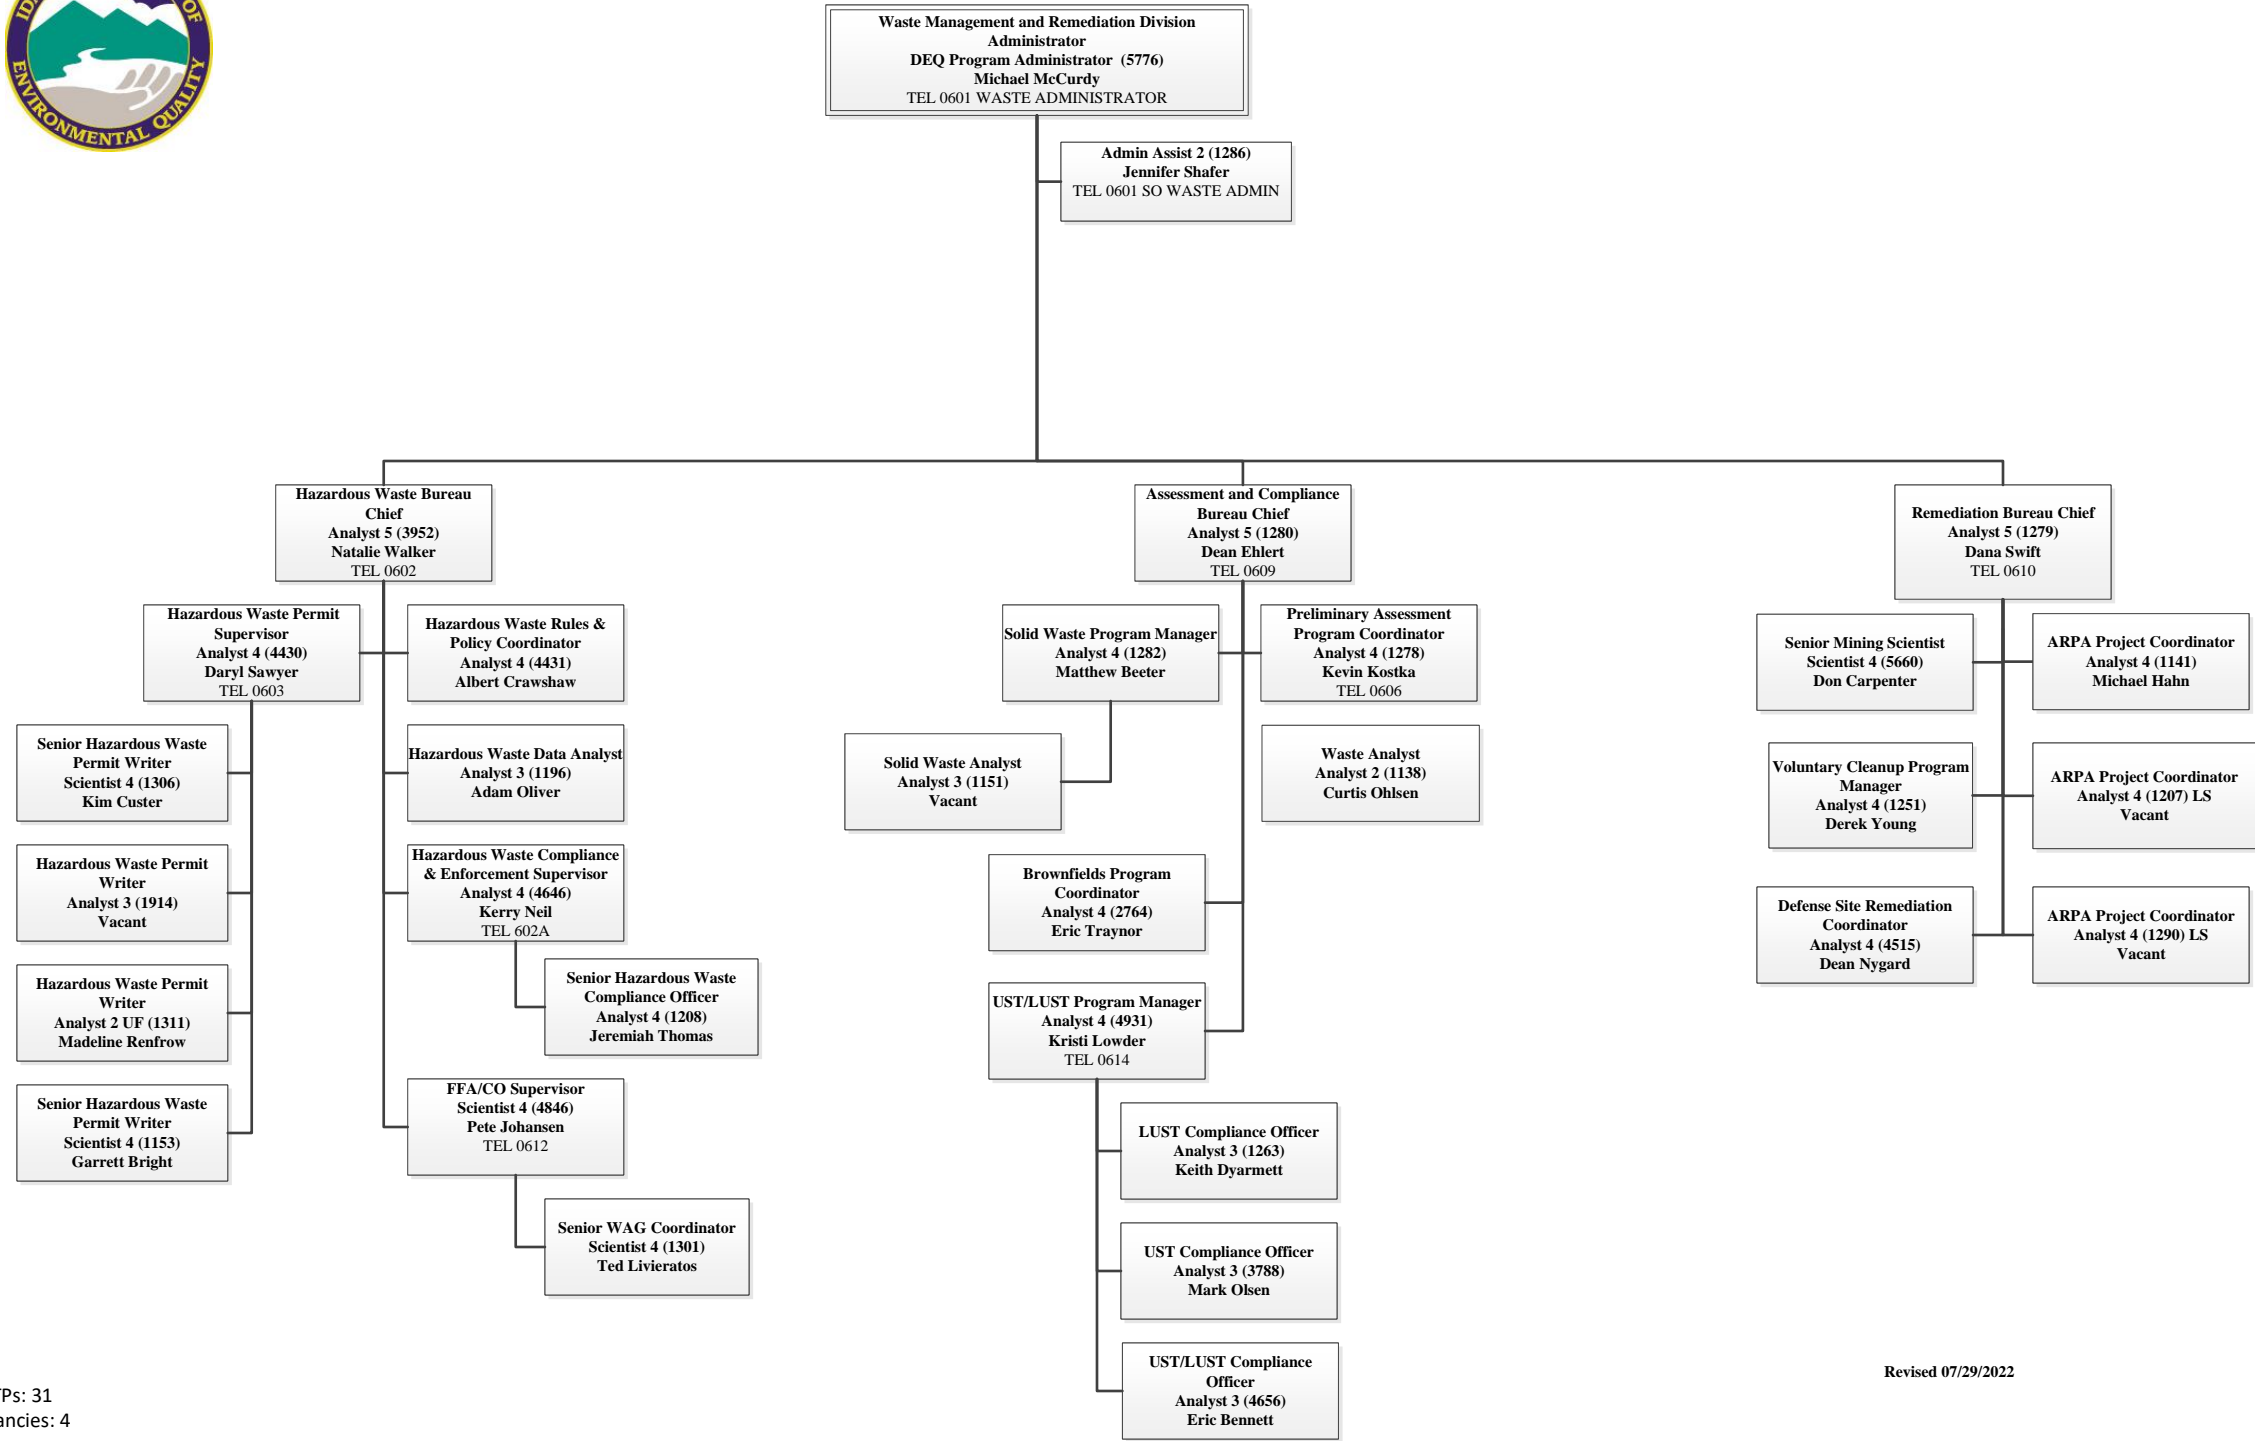 ENVIRONMENTAL QUALITY
OF
Waste Management and Remediation Division
Administrator
DEQ Program Administrator (5776)
Michael McCurdy
TEL 0601 WASTE ADMINISTRATOR
Admin Assist 2 (1286)
Jennifer Shafer
TEL 0601 SO WASTE ADMIN
Hazardous Waste Bureau
Chief
Analyst 5 (3952)
Natalie Walker
TEL 0602
Hazardous Waste Permit
Supervisor
Analyst 4 (4430)
Daryl Sawyer
TEL 0603
Senior Hazardous Waste
Permit Writer
Scientist 4 (1306)
Kim Custer
Hazardous Waste Permit
Writer
Analyst 3 (1914)
Vacant
Hazardous Waste Permit
Writer
Analyst 2 UF (1311)
Madeline Renfrow
Senior Hazardous Waste
Permit Writer
Scientist 4 (1153)
Garrett Bright
Hazardous Waste Rules &
Policy Coordinator
Analyst 4 (4431)
Albert Crawshaw
Hazardous Waste Data Analyst
Analyst 3 (1196)
Adam Oliver
Hazardous Waste Compliance
& Enforcement Supervisor
Analyst 4 (4646)
Kerry Neil
TEL 602A
Senior Hazardous Waste
Compliance Officer
Analyst 4 (1208)
Jeremiah Thomas
FFA/CO Supervisor
Scientist 4 (4846)
Pete Johansen
TEL 0612
Senior WAG Coordinator
Scientist 4 (1301)
Ted Livieratos
Assessment and Compliance
Bureau Chief
Analyst 5 (1280)
Dean Ehlert
TEL 0609
Solid Waste Program Manager
Analyst 4 (1282)
Matthew Beeter
Solid Waste Analyst
Analyst 3 (1151)
Vacant
Preliminary Assessment
Program Coordinator
Analyst 4 (1278)
Kevin Kostka
TEL 0606
Waste Analyst
Analyst 2 (1138)
Curtis Ohlsen
Brownfields Program
Coordinator
Analyst 4 (2764)
Eric Traynor
UST/LUST Program Manager
Analyst 4 (4931)
Kristi Lowder
TEL 0614
LUST Compliance Officer
Analyst 3 (1263)
Keith Dyarmett
UST Compliance Officer
Analyst 3 (3788)
Mark Olsen
UST/LUST Compliance
Officer
Analyst 3 (4656)
Eric Bennett
Remediation Bureau Chief
Analyst 5 (1279)
Dana Swift
TEL 0610
Senior Mining Scientist
Scientist 4 (5660)
Don Carpenter
ARPA Project Coordinator
Analyst 4 (1141)
Michael Hahn
Voluntary Cleanup Program
Manager
Analyst 4 (1251)
Derek Young
ARPA Project Coordinator
Analyst 4 (1207) LS
Vacant
Defense Site Remediation
Coordinator
Analyst 4 (4515)
Dean Nygard
ARPA Project Coordinator
Analyst 4 (1290) LS
Vacant
Revised 07/29/2022
TPs: 31
ancies: 4